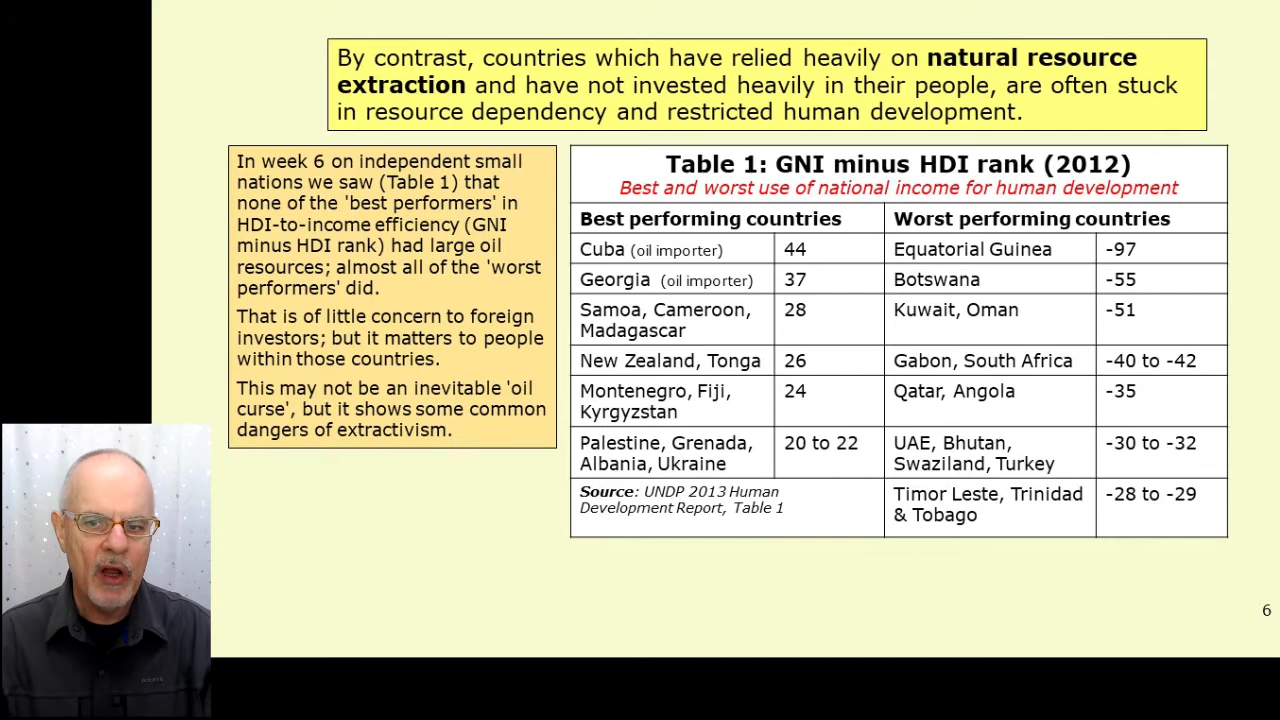 By contrast, countries which have relied heavily on natural resource
extraction and have not invested heavily in their people, are often stuck
in resource dependency and restricted human development.
In week 6 on independent small
nations we saw (Table 1) that
none of the 'best performers' in
HDI-to-income efficiency (GNI
minus HDI rank) had large oil
resources; almost all of the 'worst
performers' did.
That is of little concern to foreign
investors; but it matters to people
within those countries.
This may not be an inevitable 'oil
curse', but it shows some common
dangers of extractivism.
Table 1: GNI minus HDI rank (2012)
Best and worst use of national income for human development
Best performing countries Worst performing countries
Cuba (oil importer) 44 Equatorial Guinea -97
Georgia (oil importer) 37 Botswana -55
Samoa, Cameroon, 28 Kuwait, Oman -51
Madagascar
New Zealand, Tonga 26 Gabon, South Africa -40 to -42
Montenegro, Fiji, 24 Qatar, Angola -35
Kyrgyzstan
Palestine, Grenada, 20 to 22 UAE, Bhutan, -30 to -32
Albania, Ukraine Swaziland, Turkey
Source: UNDP 2013 Human Timor Leste, Trinidad -28 to -29
Development Report, Table 1 & Tobago
6